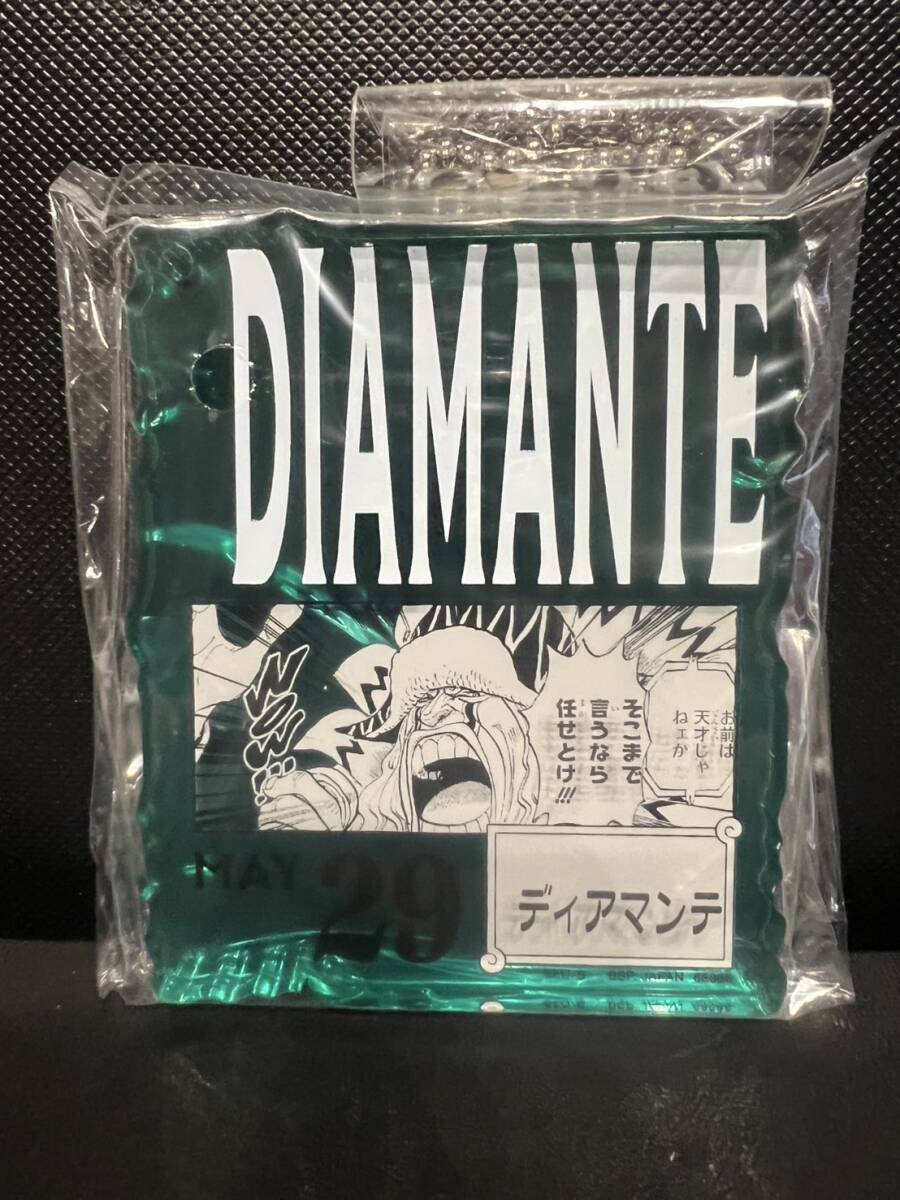 DIAMANTE
お前は
天才じゃ
ねェか
そこまで
言うなら
任せとけ!!!
MAY 29
ディアマンテ